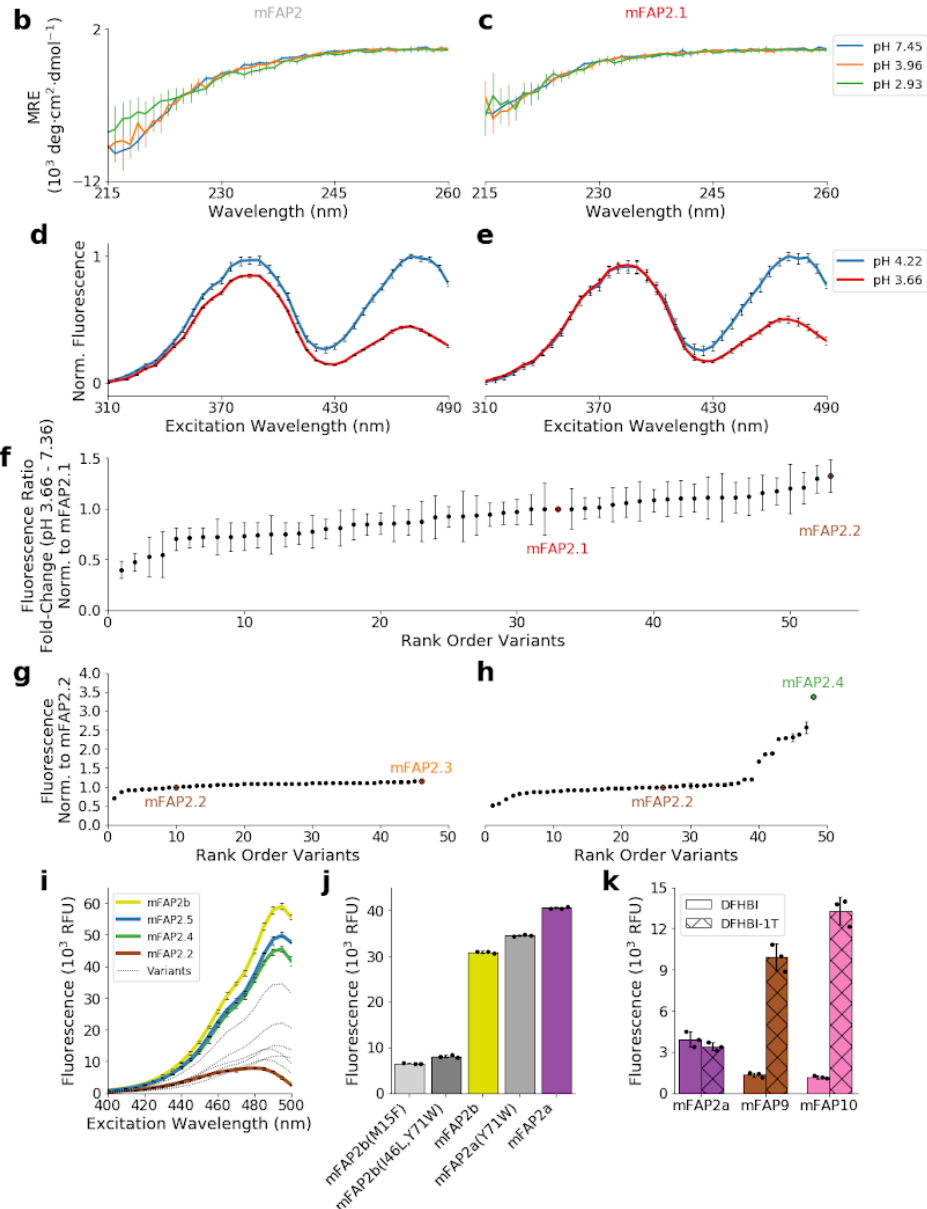 b
mFAP2
c
mFAP2.1
2
−12
MRE
(10³ deg·cm²·dmol⁻¹)
215 230 245 260
Wavelength (nm)
215 230 245 260
Wavelength (nm)
pH 7.45
pH 3.96
pH 2.93
d
e
1
0
Norm. Fluorescence
310 370 430 490
Excitation Wavelength (nm)
310 370 430 490
Excitation Wavelength (nm)
pH 4.22
pH 3.66
f
Fluorescence Ratio
Fold-Change (pH 3.66 - 7.36)
Norm. to mFAP2.1
1.5
1.0
0.5
0.0
mFAP2.1
mFAP2.2
0 10 20 30 40 50
Rank Order Variants
g
h
Fluorescence
Norm. to mFAP2.2
4.0
3.5
3.0
2.5
2.0
1.5
1.0
0.5
0.0
mFAP2.3
mFAP2.2
0 10 20 30 40 50
Rank Order Variants
mFAP2.4
mFAP2.2
0 10 20 30 40 50
Rank Order Variants
i
Fluorescence (10³ RFU)
60
50
40
30
20
10
0
mFAP2b
mFAP2.5
mFAP2.4
mFAP2.2
Variants
400 420 440 460 480 500
Excitation Wavelength (nm)
j
Fluorescence (10³ RFU)
40
30
20
10
0
mFAP2b(M15F)
mFAP2b(I46L,Y71W)
mFAP2b
mFAP2a(Y71W)
mFAP2a
k
Fluorescence (10³ RFU)
15
12
9
6
3
0
DFHBI
DFHBI-1T
mFAP2a mFAP9 mFAP10